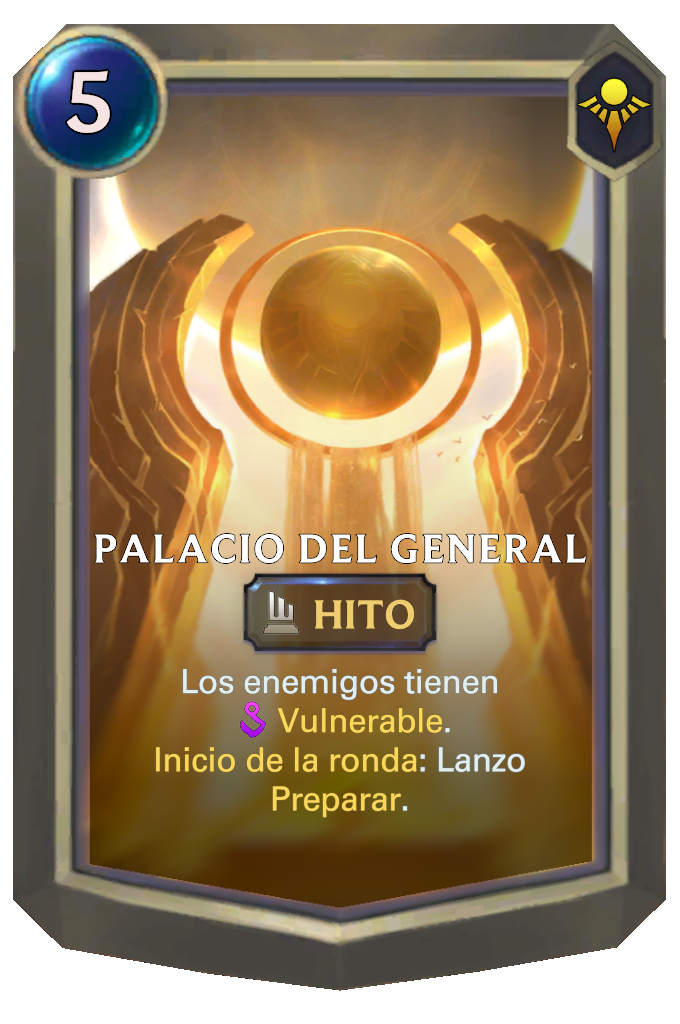 5
PALACIO DEL GENERAL
HITO
Los enemigos tienen
Vulnerable.
Inicio de la ronda: Lanzo
Preparar.